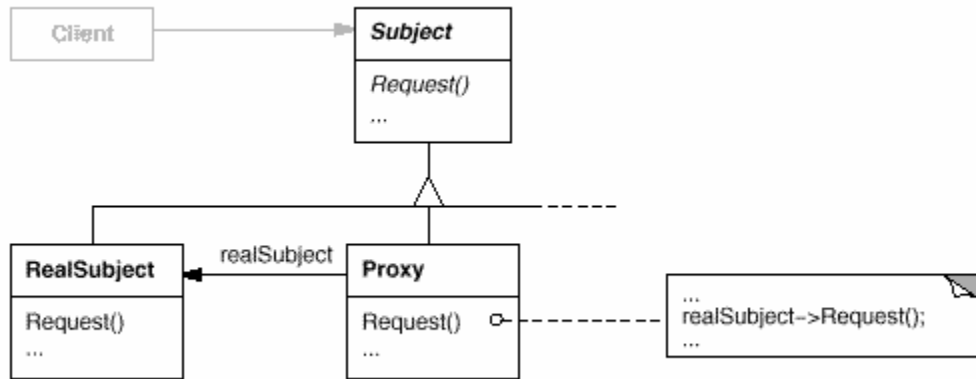 Client
Subject
Request()
...
realSubject
RealSubject
Request()
...
Proxy
Request()
...
...
realSubject->Request();
...